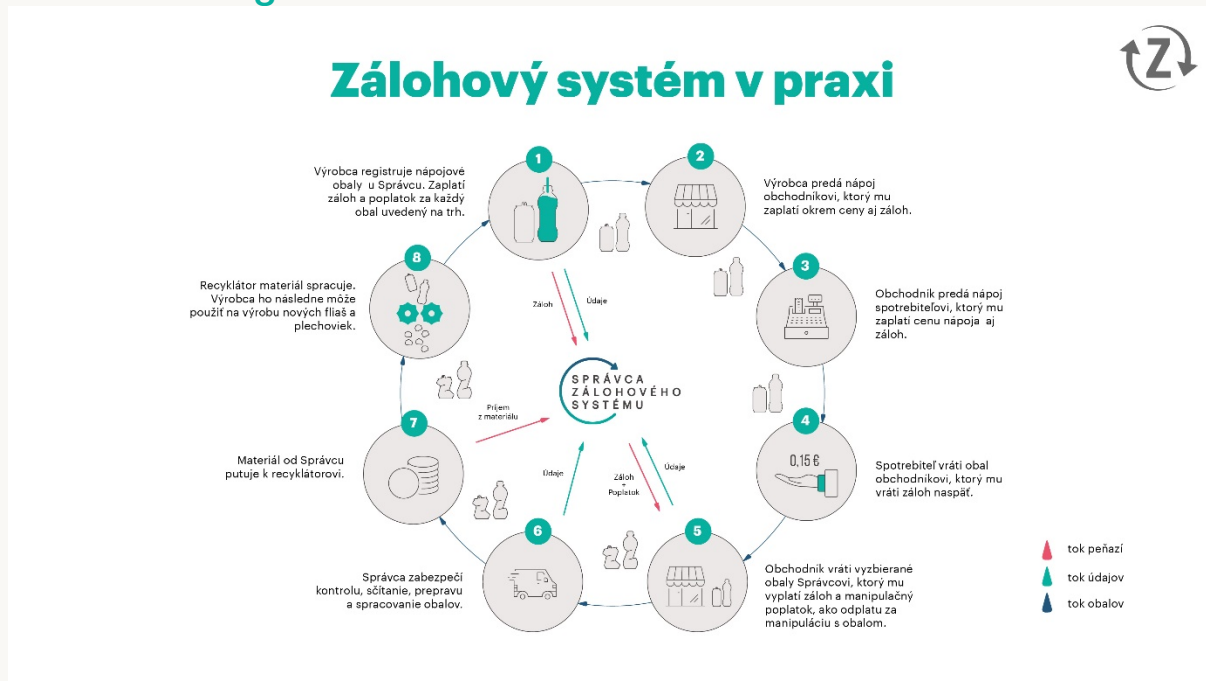 Zálohový systém v praxi
Z
1
Výrobca registruje nápojové
obaly u Správcu. Zaplatí
záloh a poplatok za každý
obal uvedený na trh.
2
Výrobca predá nápoj
obchodníkovi, ktorý mu
zaplatí okrem ceny aj záloh.
3
Obchodník predá nápoj
spotrebiteľovi, ktorý mu
zaplatí cenu nápoja aj
záloh.
4
0,15 €
Spotrebiteľ vráti obal
obchodníkovi, ktorý mu
vráti záloh naspäť.
5
Obchodník vráti vyzbierané
obaly Správcovi, ktorý mu
vyplatí záloh a manipulačný
poplatok, ako odplatu za
manipuláciu s obalom.
6
Správca zabezpečí
kontrolu, sčítanie, prepravu
a spracovanie obalov.
7
Materiál od Správcu
putuje k recyklátorovi.
8
Recyklátor materiál spracuje.
Výrobca ho následne môže
použiť na výrobu nových fliaš a
plechoviek.
Záloh
Údaje
SPRÁVCA
ZÁLOHOVÉHO
SYSTÉMU
Príjem
z materiálu
Údaje
Záloh
+
Poplatok
Údaje
tok peňazí
tok údajov
tok obalov